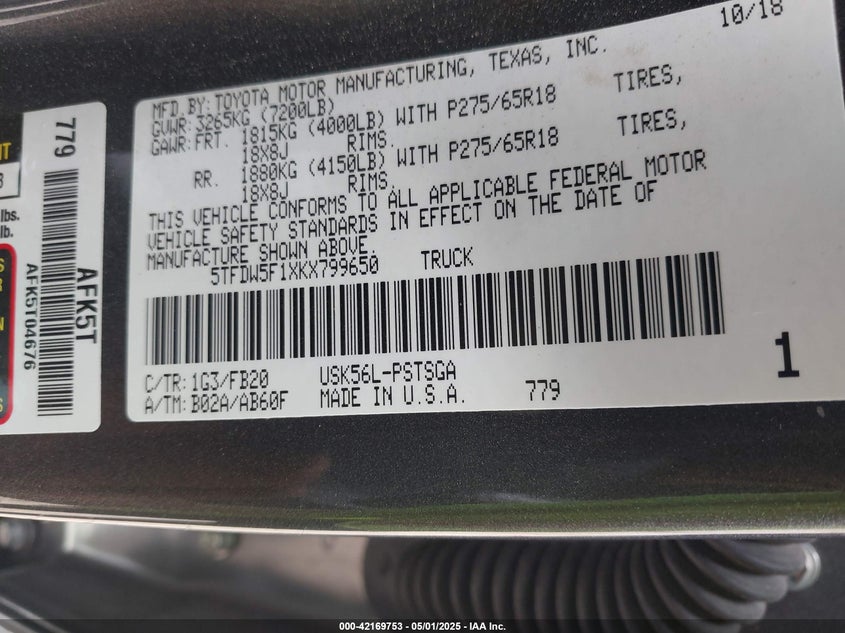 10/18
MFD. BY: TOYOTA MOTOR MANUFACTURING, TEXAS, INC.
GVWR: 3265KG (7200LB)
GAWR: FRT. 1815KG (4000LB) WITH P275/65R18 TIRES,
18X8J RIMS.
RR. 1880KG (4150LB) WITH P275/65R18 TIRES,
18X8J RIMS.
THIS VEHICLE CONFORMS TO ALL APPLICABLE FEDERAL MOTOR
VEHICLE SAFETY STANDARDS IN EFFECT ON THE DATE OF
MANUFACTURE SHOWN ABOVE.
5TFDW5F1XKX799650 TRUCK
C/TR: 1G3/FB20 USK56L-PSTSGA
A/TM: B02A/AB60F MADE IN U.S.A. 779
1
779
AFK5T
AFK5T04676
lbs.
lb.
000-42169753 - 05/01/2025 - IAA Inc.